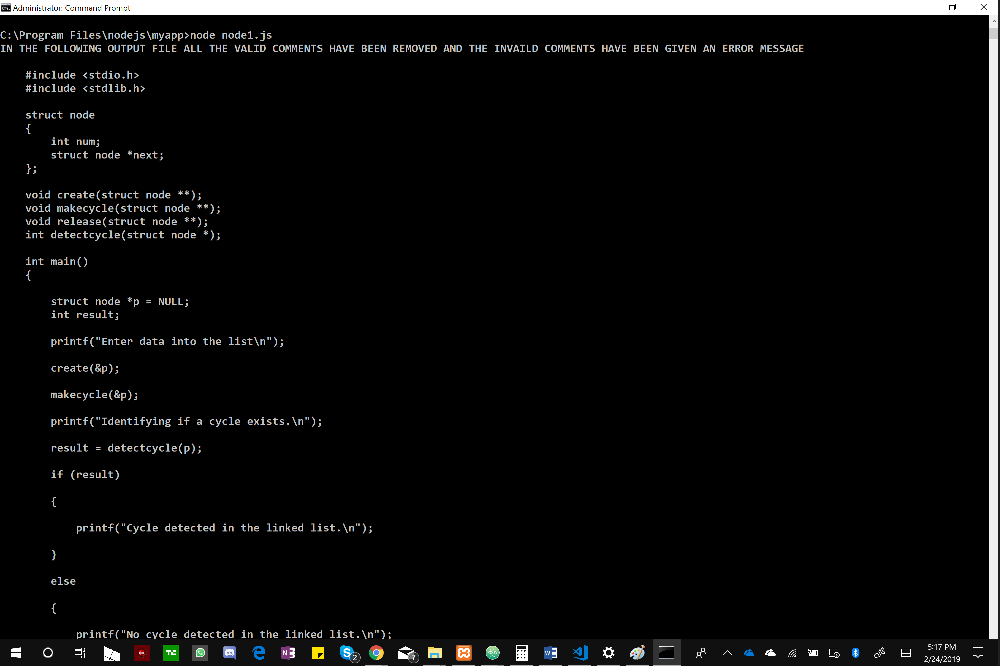 Administrator: Command Prompt
C:\Program Files\nodejs\myapp>node node1.js
IN THE FOLLOWING OUTPUT FILE ALL THE VALID COMMENTS HAVE BEEN REMOVED AND THE INVAILD COMMENTS HAVE BEEN GIVEN AN ERROR MESSAGE
#include <stdio.h>
#include <stdlib.h>
struct node
{
int num;
struct node *next;
};
void create(struct node **);
void makecycle(struct node **);
void release(struct node **);
int detectcycle(struct node *);
int main()
{
struct node *p = NULL;
int result;
printf("Enter data into the list\n");
create(&p);
makecycle(&p);
printf("Identifying if a cycle exists.\n");
result = detectcycle(p);
if (result)
{
printf("Cycle detected in the linked list.\n");
}
else
{
printf("No cycle detected in the linked list.\n");
cnet
TC
N
S
2
7
W
5:17 PM
2/24/2019